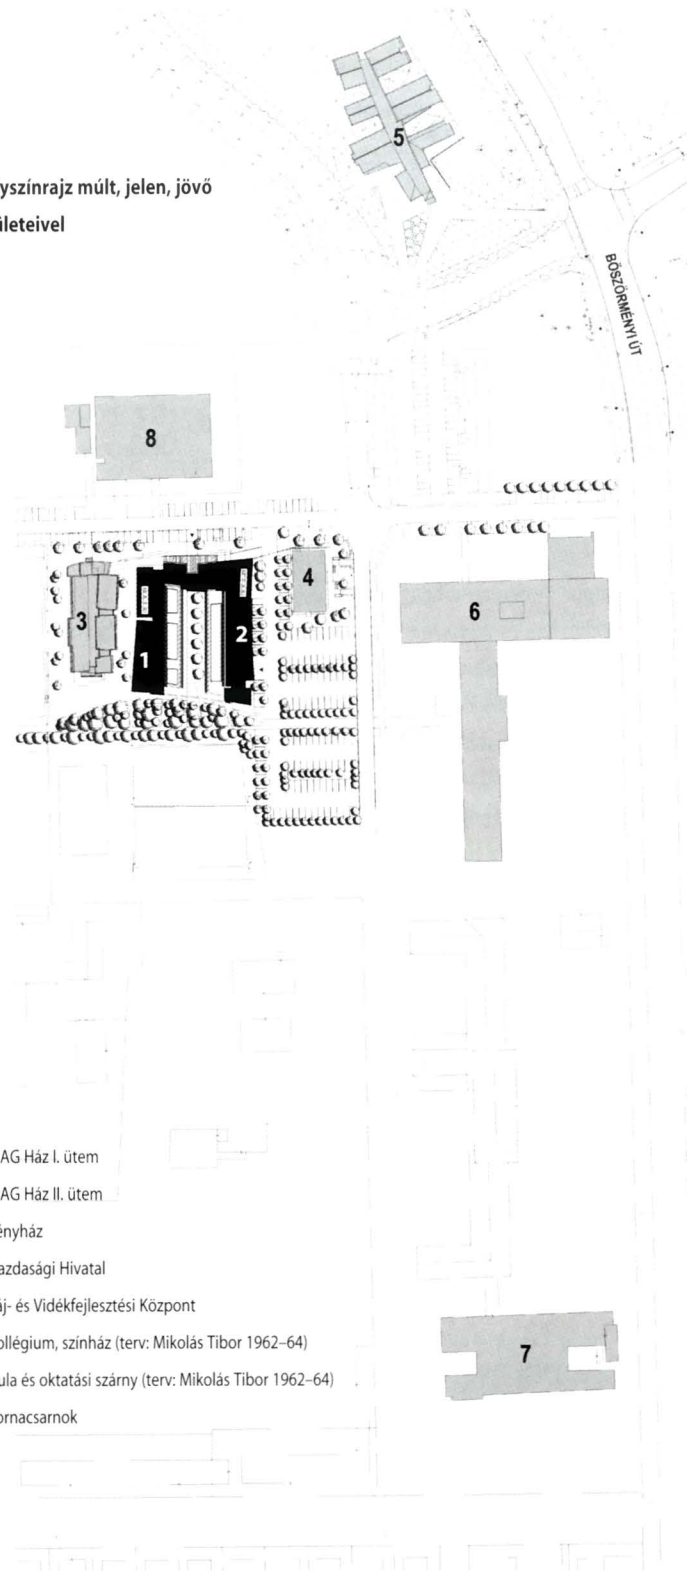 yszínrajz múlt, jelen, jövő
ületeivel
5
BÖSZÖRMÉNYI ÚT
8
4
3
6
2
1
AG Ház I. ütem
AG Ház II. ütem
ényház
azdasági Hivatal
áj- és Vidékfejlesztési Központ
ollégium, színház (terv: Mikolás Tibor 1962–64)
ula és oktatási szárny (terv: Mikolás Tibor 1962–64)
ornacsarnok
7